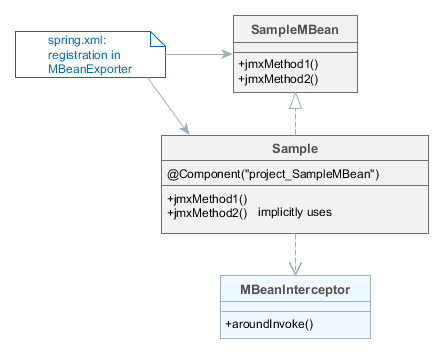 SampleMBean
spring.xml:
registration in
MBeanExporter
+jmxMethod1()
+jmxMethod2()
Sample
@Component("project_SampleMBean")
+jmxMethod1()
+jmxMethod2()
implicitly uses
MBeanInterceptor
+aroundInvoke()